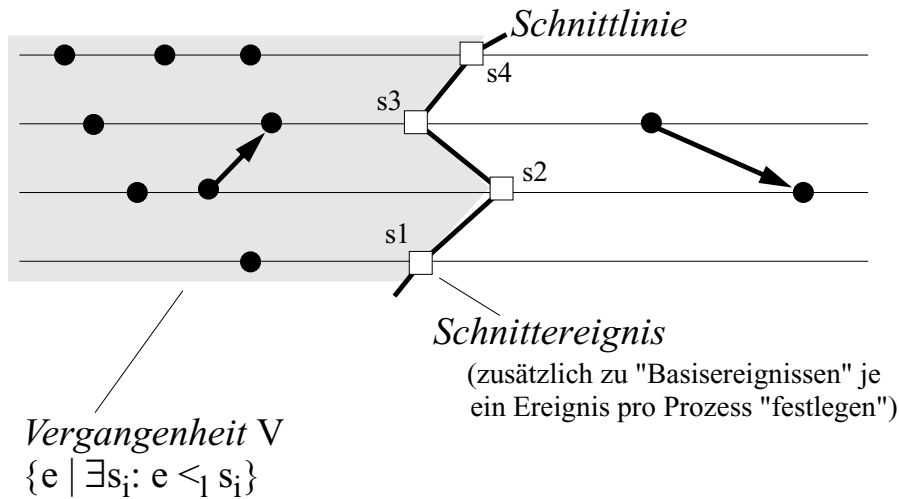 Schnittlinie
s4
s3
s2
s1
Schnittereignis
(zusätzlich zu "Basisereignissen" je
ein Ereignis pro Prozess "festlegen")
Vergangenheit V
{e | ∃sᵢ: e <ₗ sᵢ}